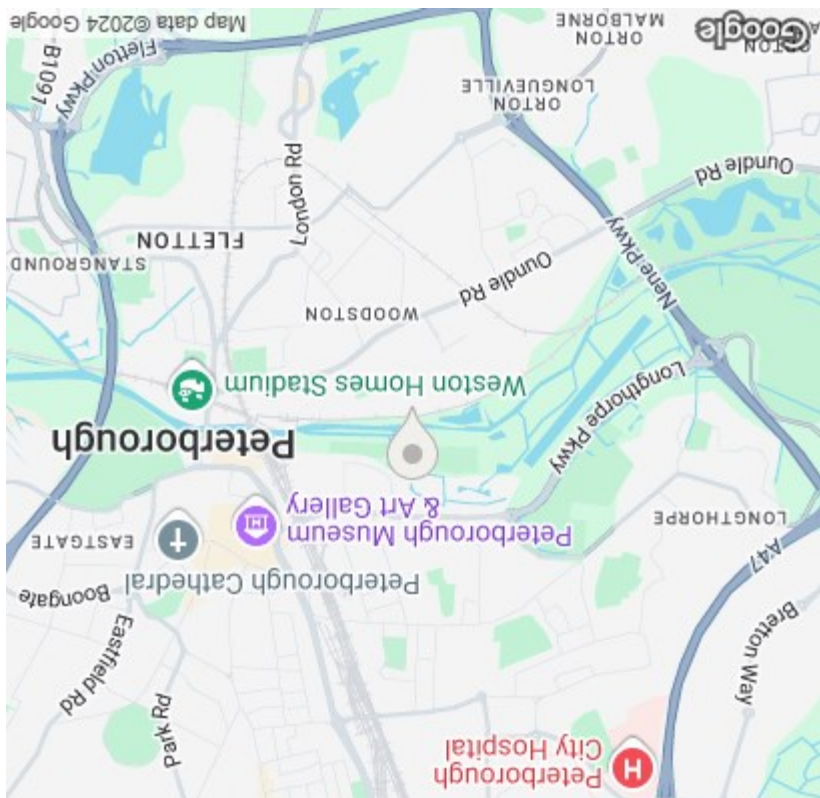 Peterborough
City Hospital
Park Rd
Bretton Way
Eastfield Rd
Boongate
Peterborough Cathedral
A47
EASTGATE
Peterborough Museum
& Art Gallery
LONGTHORPE
Longthorpe Pkwy
Peterborough
Weston Homes Stadium
Nene Pkwy
WOODSTON
Oundle Rd
STANGROUND
FLETTON
London Rd
Oundle Rd
ORTON
LONGUEVILLE
Fletton Pkwy
B1091
ORTON
ORTON
MALBORNE
Google
Map data ©2024 Google